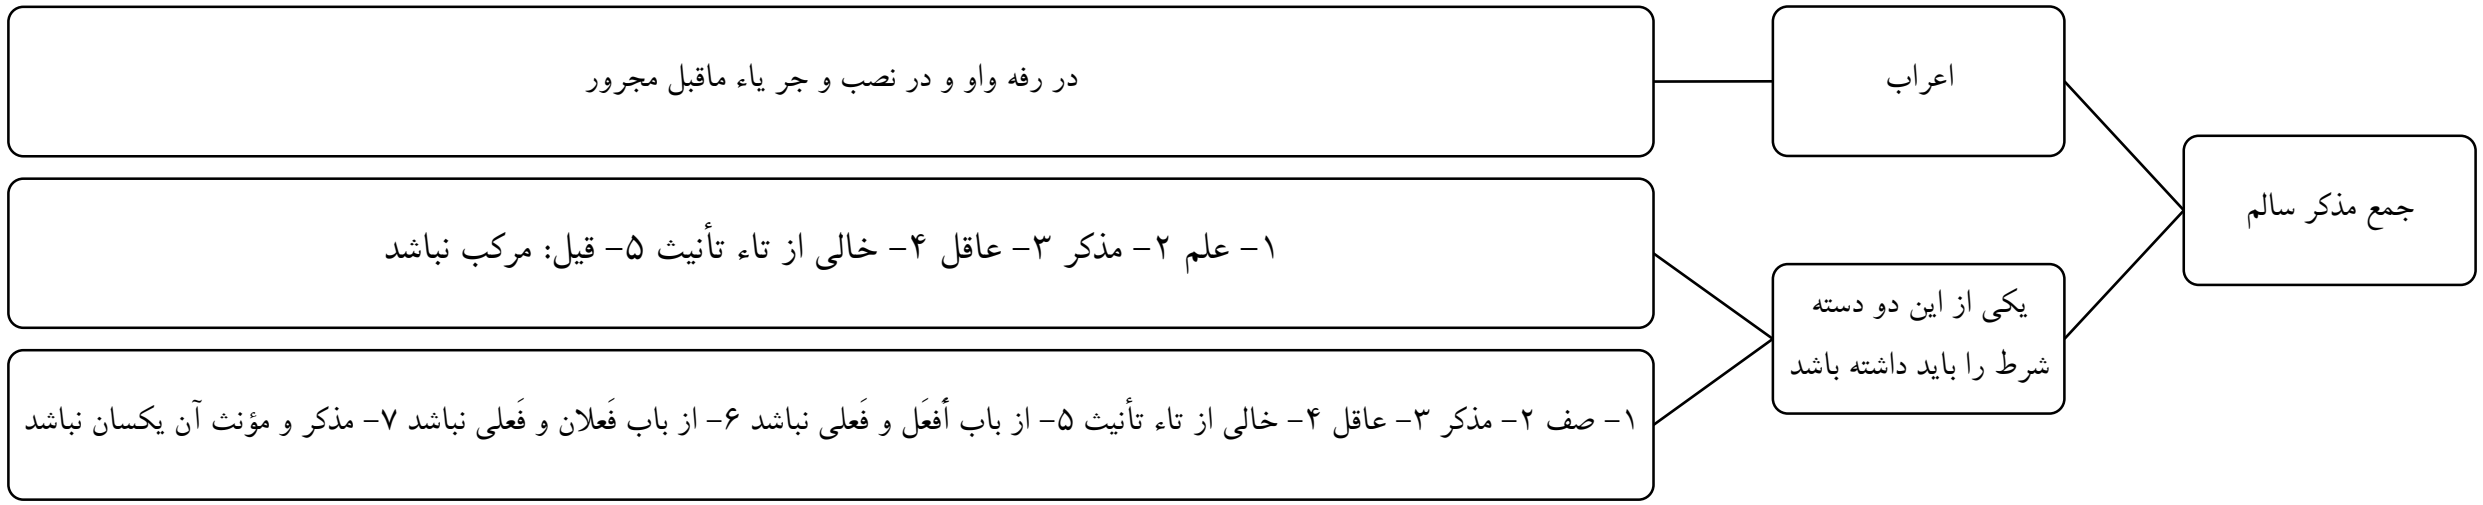 جمع مذکر سالم
اعراب
در رفه واو و در نصب و جر یاء ماقبل مجرور
یکی از این دو دسته
شرط را باید داشته باشد
۱- علم ۲- مذکر ۳- عاقل ۴- خالی از تاء تأنیث ۵- قیل: مرکب نباشد
۱- صف ۲- مذکر ۳- عاقل ۴- خالی از تاء تأنیث ۵- از باب أَفعَل و فَعلی نباشد ۶- از باب فَعلان و فَعلی نباشد ۷- مذکر و مؤنث آن یکسان نباشد